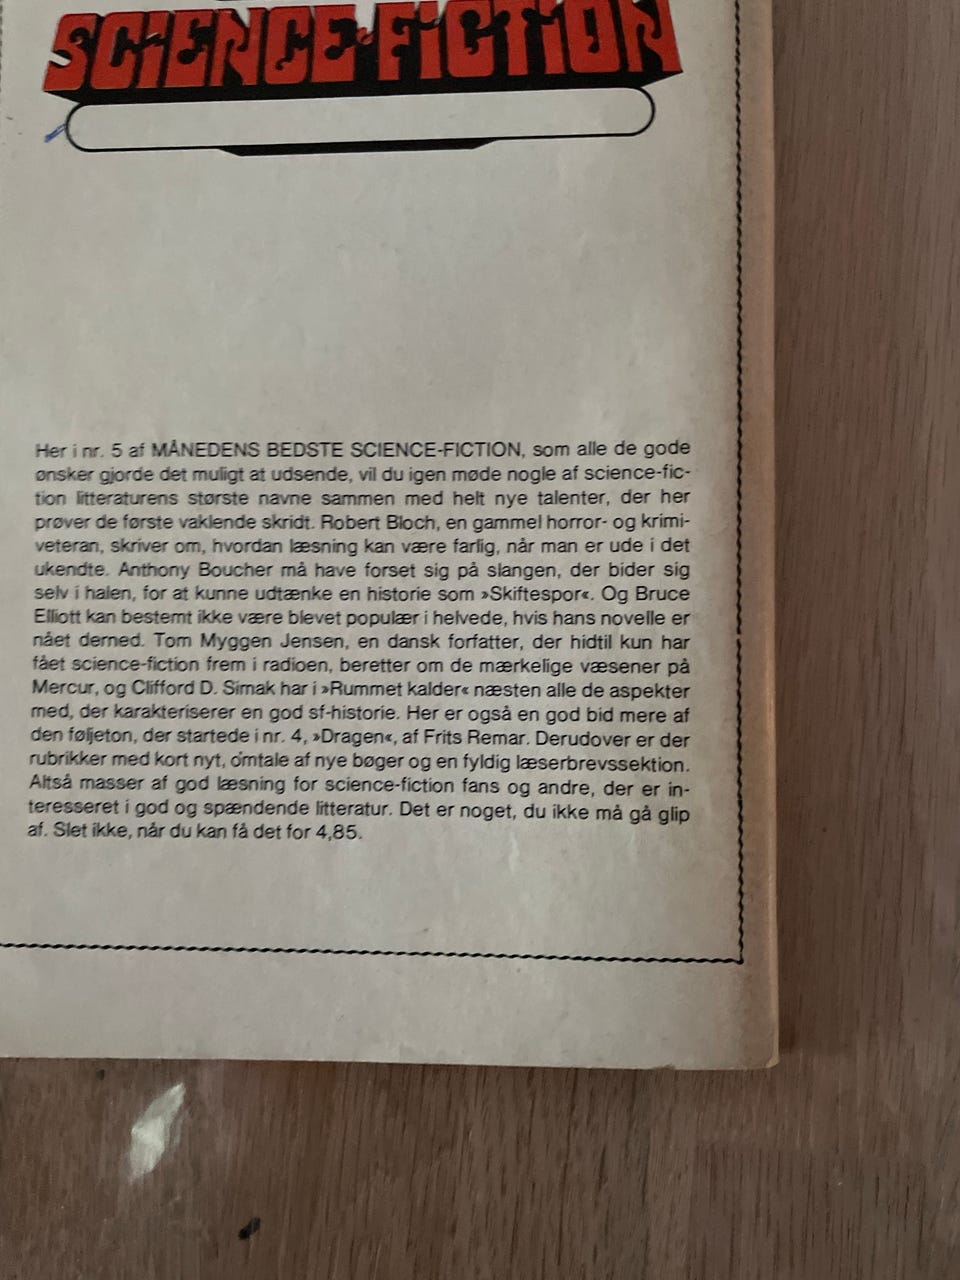 SCIENCE-FICTION
Her i nr. 5 af MÅNEDENS BEDSTE SCIENCE-FICTION, som alle de gode
ønsker gjorde det muligt at udsende, vil du igen møde nogle af science-fic-
tion litteraturens største navne sammen med helt nye talenter, der her
prøver de første vaklende skridt. Robert Bloch, en gammel horror- og krimi-
veteran, skriver om, hvordan læsning kan være farlig, når man er ude i det
ukendte. Anthony Boucher må have forset sig på slangen, der bider sig
selv i halen, for at kunne udtænke en historie som »Skiftespor«. Og Bruce
Elliott kan bestemt ikke være blevet populær i helvede, hvis hans novelle er
nået derned. Tom Myggen Jensen, en dansk forfatter, der hidtil kun har
fået science-fiction frem i radioen, beretter om de mærkelige væsener på
Mercur, og Clifford D. Simak har i »Rummet kalder« næsten alle de aspekter
med, der karakteriserer en god sf-historie. Her er også en god bid mere af
den føljeton, der startede i nr. 4, »Dragen«, af Frits Remar. Derudover er der
rubrikker med kort nyt, omtale af nye bøger og en fyldig læserbrevssektion.
Altså masser af god læsning for science-fiction fans og andre, der er in-
teresseret i god og spændende litteratur. Det er noget, du ikke må gå glip
af. Slet ikke, når du kan få det for 4,85.